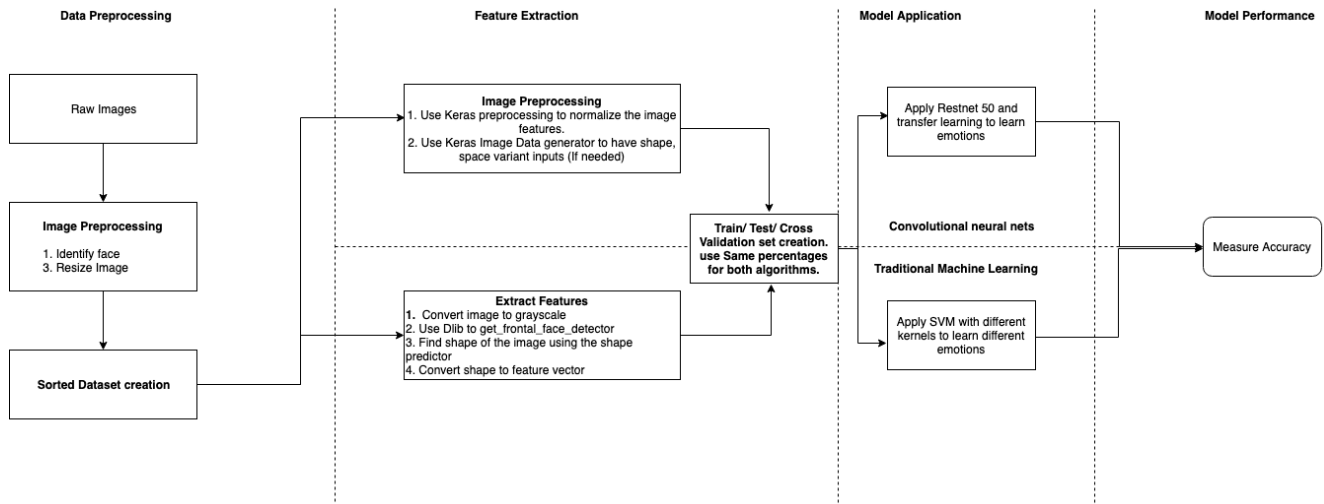 Data Preprocessing
Feature Extraction
Model Application
Model Performance
Raw Images
Image Preprocessing
1. Identify face
3. Resize Image
Sorted Dataset creation
Image Preprocessing
1. Use Keras preprocessing to normalize the image
features.
2. Use Keras Image Data generator to have shape,
space variant inputs (If needed)
Extract Features
1. Convert image to grayscale
2. Use Dlib to get_frontal_face_detector
3. Find shape of the image using the shape
predictor
4. Convert shape to feature vector
Train/ Test/ Cross
Validation set creation.
use Same percentages
for both algorithms.
Apply Restnet 50 and
transfer learning to learn
emotions
Convolutional neural nets
Traditional Machine Learning
Apply SVM with different
kernels to learn different
emotions
Measure Accuracy